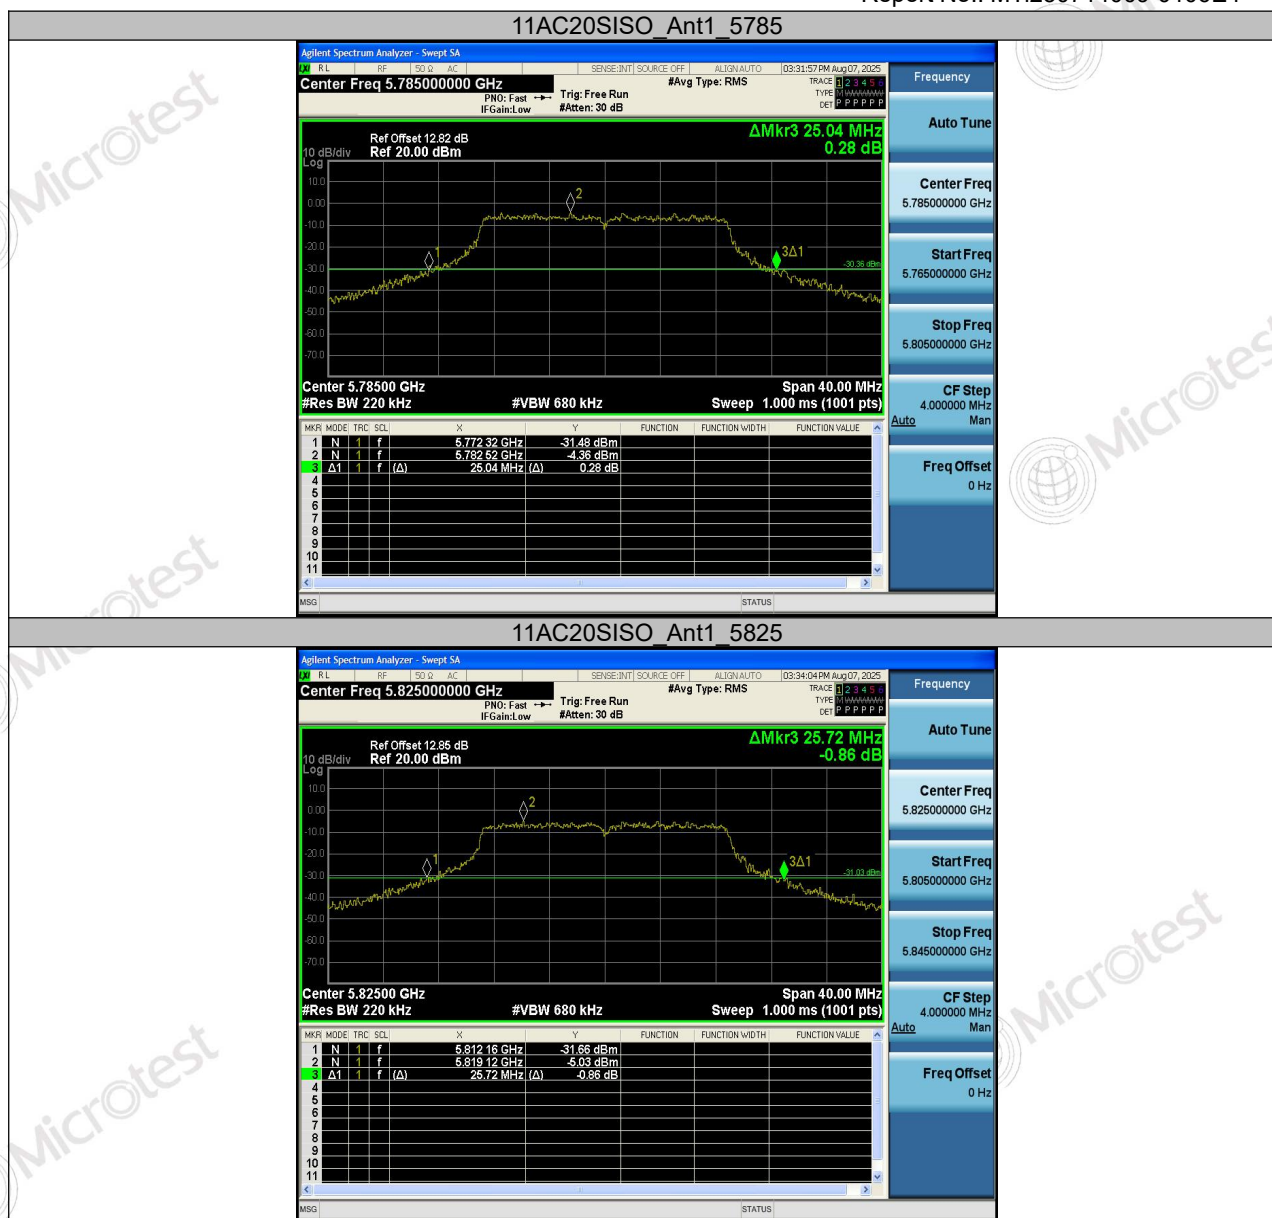 11AC20SISO_Ant1_5785
Agilent Spectrum Analyzer - Swept SA
RL RF 50 Ω AC SENSE:INT SOURCE OFF ALIGN AUTO 03:31:57 PM Aug 07, 2025
Center Freq 5.785000000 GHz #Avg Type: RMS TRACE 1 2 3 4 5 6
PNO: Fast Trig: Free Run TYPE M WWWWW
IFGain:Low #Atten: 30 dB DET P P P P P P
Frequency
Auto Tune
Center Freq
5.785000000 GHz
Start Freq
5.765000000 GHz
Stop Freq
5.805000000 GHz
CF Step
4.000000 MHz
Auto Man
Freq Offset
0 Hz
ΔMkr3 25.04 MHz
0.28 dB
Ref Offset 12.82 dB
10 dB/div Ref 20.00 dBm
Log
10.0
0.00
-10.0
-20.0
-30.0
-40.0
-50.0
-60.0
-70.0
1
2
3Δ1
-30.36 dBm
Center 5.78500 GHz Span 40.00 MHz
#Res BW 220 kHz #VBW 680 kHz Sweep 1.000 ms (1001 pts)
MKR MODE TRC SCL X Y FUNCTION FUNCTION WIDTH FUNCTION VALUE
1 N 1 f 5.772 32 GHz -31.48 dBm
2 N 1 f 5.782 52 GHz -4.36 dBm
3 Δ1 1 f (Δ) 25.04 MHz (Δ) 0.28 dB
4
5
6
7
8
9
10
11
MSG STATUS
11AC20SISO_Ant1_5825
Agilent Spectrum Analyzer - Swept SA
RL RF 50 Ω AC SENSE:INT SOURCE OFF ALIGN AUTO 03:34:04 PM Aug 07, 2025
Center Freq 5.825000000 GHz #Avg Type: RMS TRACE 1 2 3 4 5 6
PNO: Fast Trig: Free Run TYPE M WWWWW
IFGain:Low #Atten: 30 dB DET P P P P P P
Frequency
Auto Tune
Center Freq
5.825000000 GHz
Start Freq
5.805000000 GHz
Stop Freq
5.845000000 GHz
CF Step
4.000000 MHz
Auto Man
Freq Offset
0 Hz
ΔMkr3 25.72 MHz
-0.86 dB
Ref Offset 12.85 dB
10 dB/div Ref 20.00 dBm
Log
10.0
0.00
-10.0
-20.0
-30.0
-40.0
-50.0
-60.0
-70.0
1
2
3Δ1
-31.03 dBm
Center 5.82500 GHz Span 40.00 MHz
#Res BW 220 kHz #VBW 680 kHz Sweep 1.000 ms (1001 pts)
MKR MODE TRC SCL X Y FUNCTION FUNCTION WIDTH FUNCTION VALUE
1 N 1 f 5.812 16 GHz -31.66 dBm
2 N 1 f 5.819 12 GHz -5.03 dBm
3 Δ1 1 f (Δ) 25.72 MHz (Δ) -0.86 dB
4
5
6
7
8
9
10
11
MSG STATUS
Microtest
Microtest
Microtest
Microtest